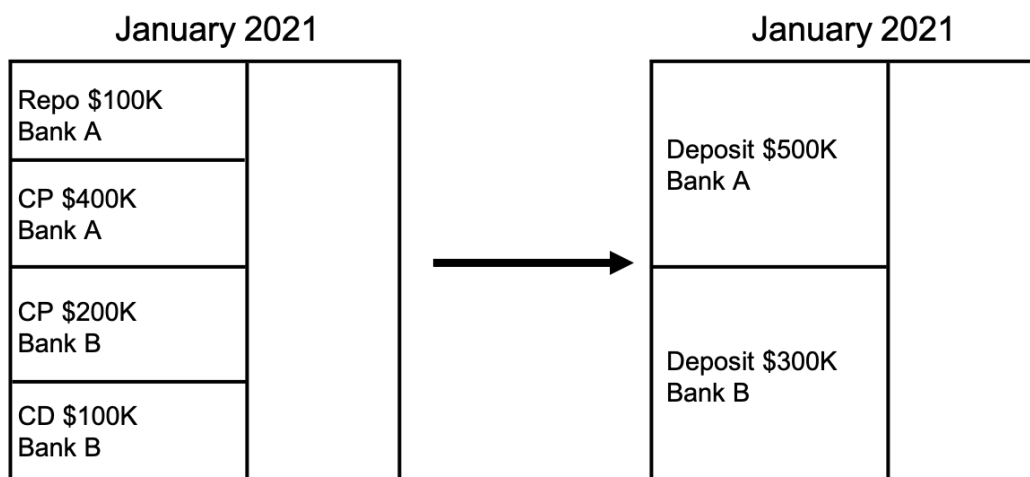 January 2021
Repo $100K
Bank A
CP $400K
Bank A
CP $200K
Bank B
CD $100K
Bank B
January 2021
Deposit $500K
Bank A
Deposit $300K
Bank B